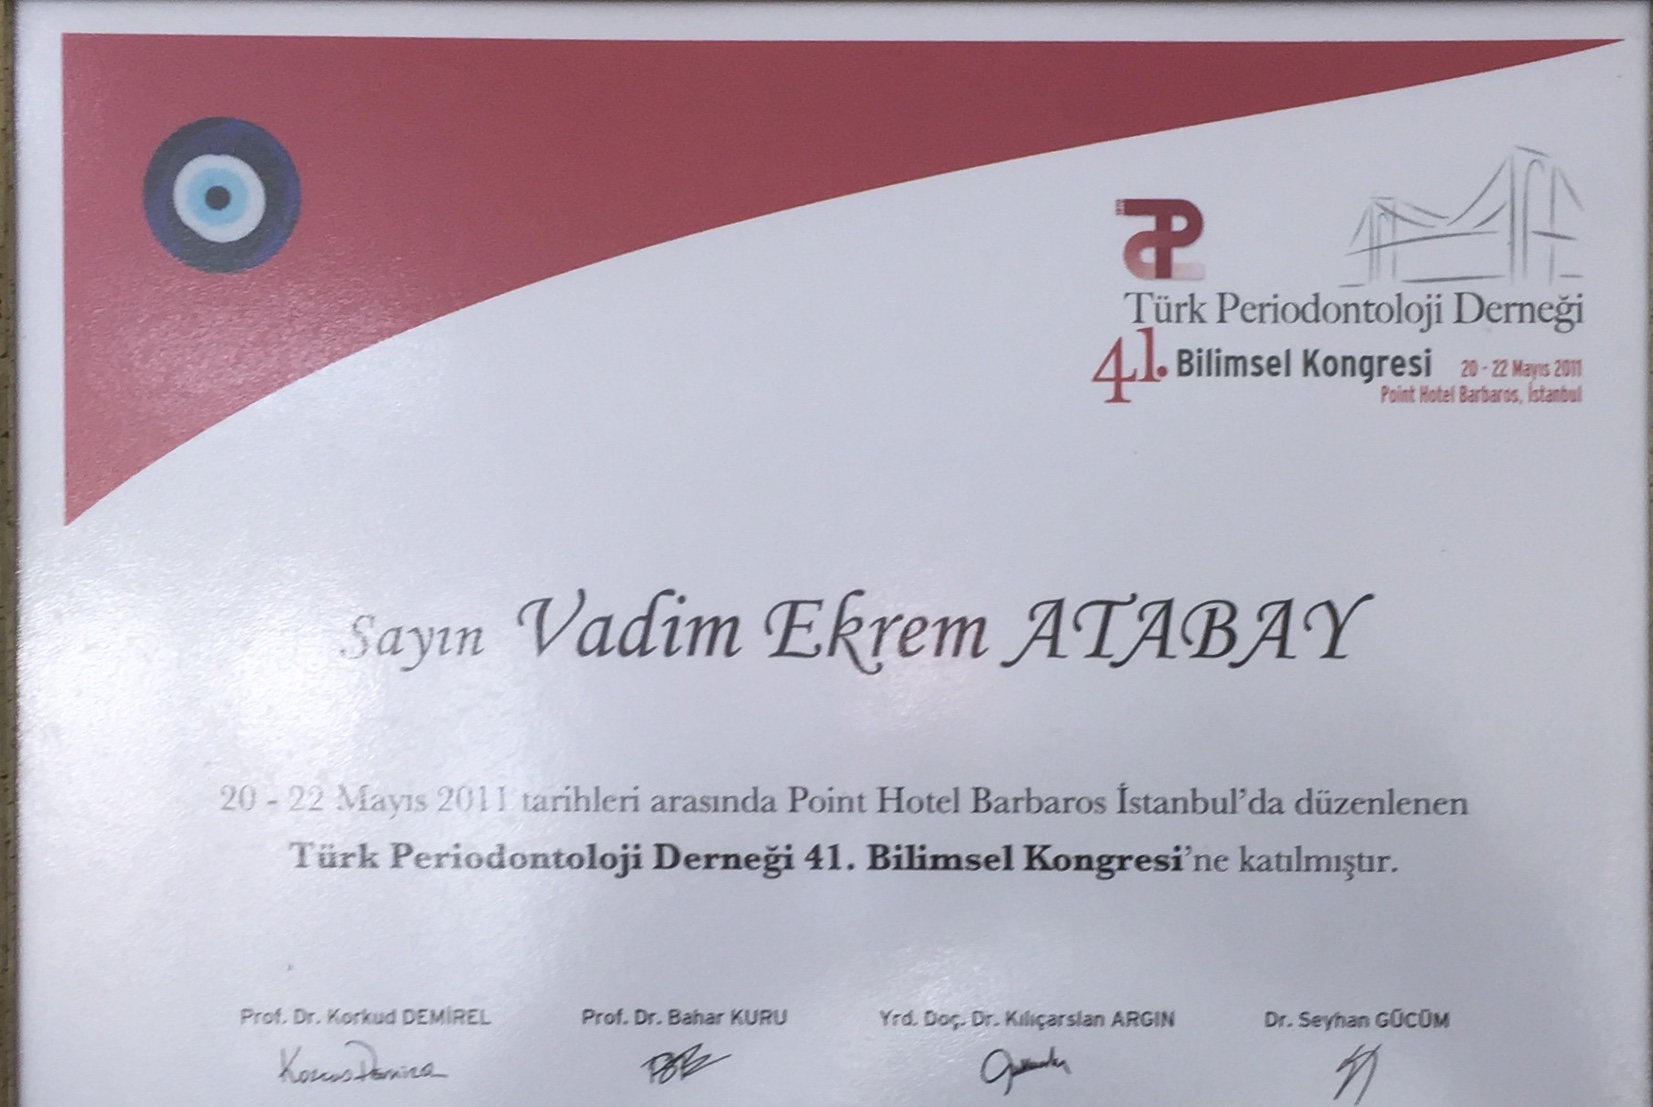 Türk Periodontoloji Derneği
41. Bilimsel Kongresi 20 - 22 Mayıs 2011
Point Hotel Barbaros, İstanbul
Sayın Vadim Ekrem ATABAY
20 - 22 Mayıs 2011 tarihleri arasında Point Hotel Barbaros İstanbul'da düzenlenen
Türk Periodontoloji Derneği 41. Bilimsel Kongresi'ne katılmıştır.
Prof. Dr. Korkud DEMİREL Prof. Dr. Bahar KURU Yrd. Doç. Dr. Kılıçarslan ARGIN Dr. Seyhan GÜCÜM